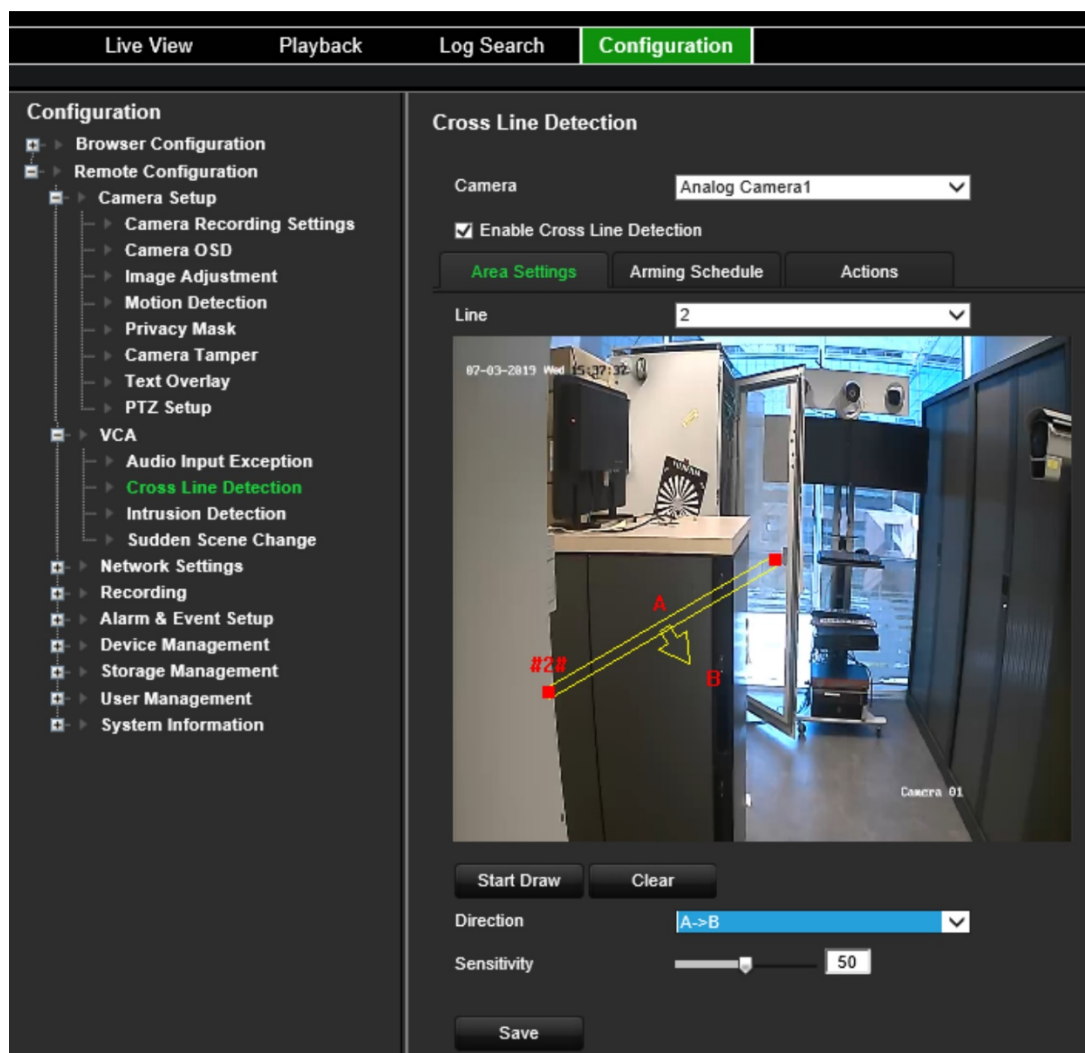 Live View Playback Log Search Configuration
Configuration
Browser Configuration
Remote Configuration
Camera Setup
Camera Recording Settings
Camera OSD
Image Adjustment
Motion Detection
Privacy Mask
Camera Tamper
Text Overlay
PTZ Setup
VCA
Audio Input Exception
Cross Line Detection
Intrusion Detection
Sudden Scene Change
Network Settings
Recording
Alarm & Event Setup
Device Management
Storage Management
User Management
System Information
Cross Line Detection
Camera Analog Camera1
Enable Cross Line Detection
Area Settings Arming Schedule Actions
Line 2
07-03-2019 Wed 15:37:37
FUJIFILM
A
#2#
B
Camera 01
Start Draw Clear
Direction A->B
Sensitivity 50
Save